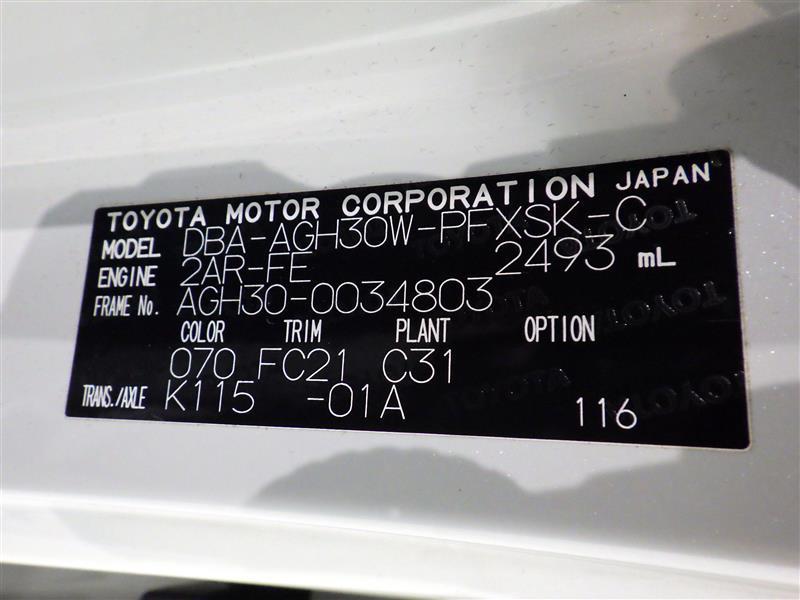 TOYOTA MOTOR CORPORATION JAPAN
MODEL DBA-AGH30W-PFXSK-C
ENGINE 2AR-FE 2493 mL
FRAME No. AGH30-0034803
COLOR TRIM PLANT OPTION
070 FC21 C31
TRANS./AXLE K115 -01A 116